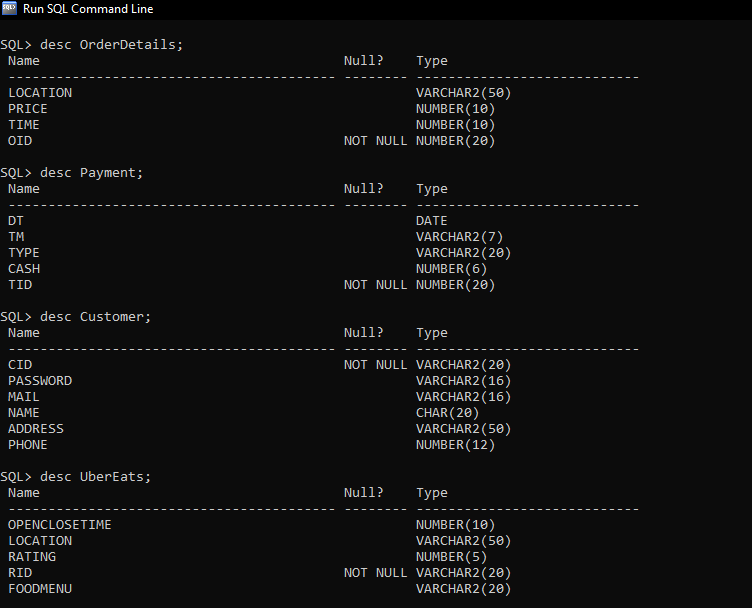 Run SQL Command Line
SQL> desc OrderDetails;
Name Null? Type
----------------------------------------- -------- ----------------------------
LOCATION VARCHAR2(50)
PRICE NUMBER(10)
TIME NUMBER(10)
OID NOT NULL NUMBER(20)
SQL> desc Payment;
Name Null? Type
----------------------------------------- -------- ----------------------------
DT DATE
TM VARCHAR2(7)
TYPE VARCHAR2(20)
CASH NUMBER(6)
TID NOT NULL NUMBER(20)
SQL> desc Customer;
Name Null? Type
----------------------------------------- -------- ----------------------------
CID NOT NULL VARCHAR2(20)
PASSWORD VARCHAR2(16)
MAIL VARCHAR2(16)
NAME CHAR(20)
ADDRESS VARCHAR2(50)
PHONE NUMBER(12)
SQL> desc UberEats;
Name Null? Type
----------------------------------------- -------- ----------------------------
OPENCLOSETIME NUMBER(10)
LOCATION VARCHAR2(50)
RATING NUMBER(5)
RID NOT NULL VARCHAR2(20)
FOODMENU VARCHAR2(20)